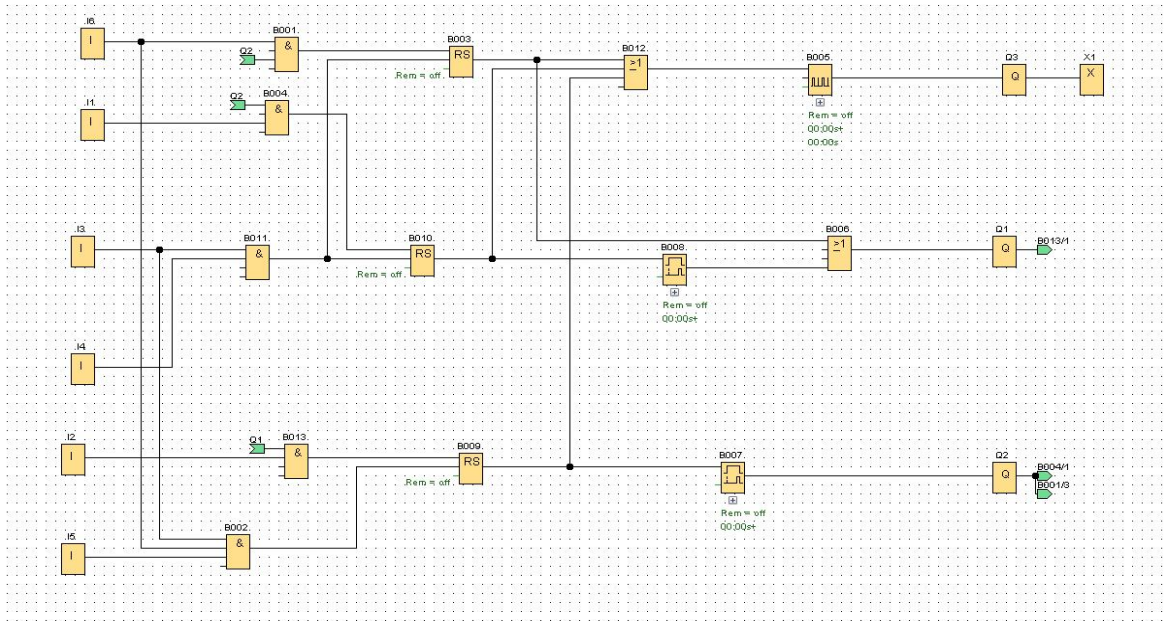 I6.
I
B001.
&
Q2
B003.
RS
Rem = off.
B012.
>1
B005.
Rem = off
00:00s+
00:00s
Q3
Q
X1
X
I1.
I
Q2
B004.
&
I3.
I
B011.
&
B010.
RS
Rem = off.
B008.
Rem = off
00:00s+
B006.
>1
Q1
Q
B013/1
I4.
I
I2.
I
Q1
B013.
&
B009.
RS
Rem = off.
B007.
Rem = off
00:00s+
Q2
Q
B004/1
B001/3
I5.
I
B002.
&